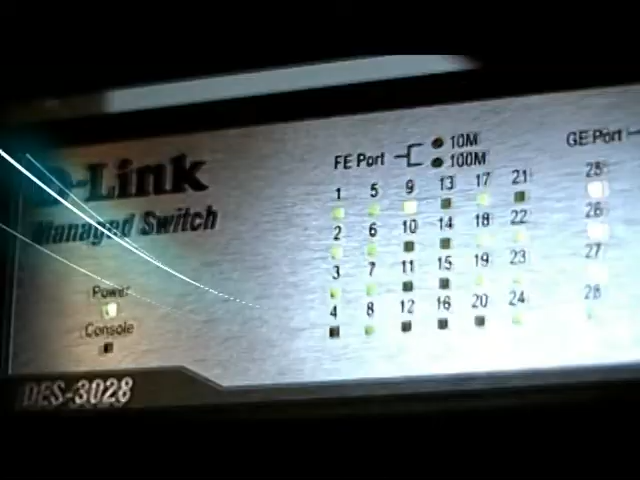 D-Link
Managed Switch
Power
Console
DES-3028
FE Port
10M
100M
GE Port
1 5 9 13 17 21 25
2 6 10 14 18 22 26
3 7 11 15 19 23 27
4 8 12 16 20 24 28